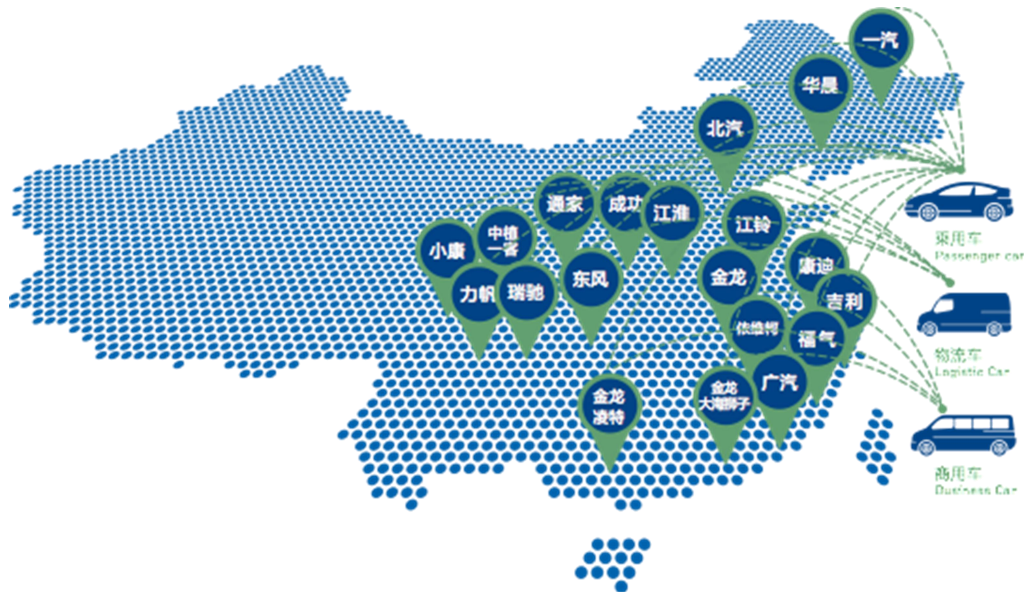 一汽
华晨
北汽
通家
成功
江淮
江铃
小康
中植
一客
东风
金龙
康迪
力帆
瑞驰
吉利
依维柯
福气
金龙
凌特
金龙
大海狮子
广汽
乘用车
Passenger car
物流车
Logistic Car
商用车
Business Car